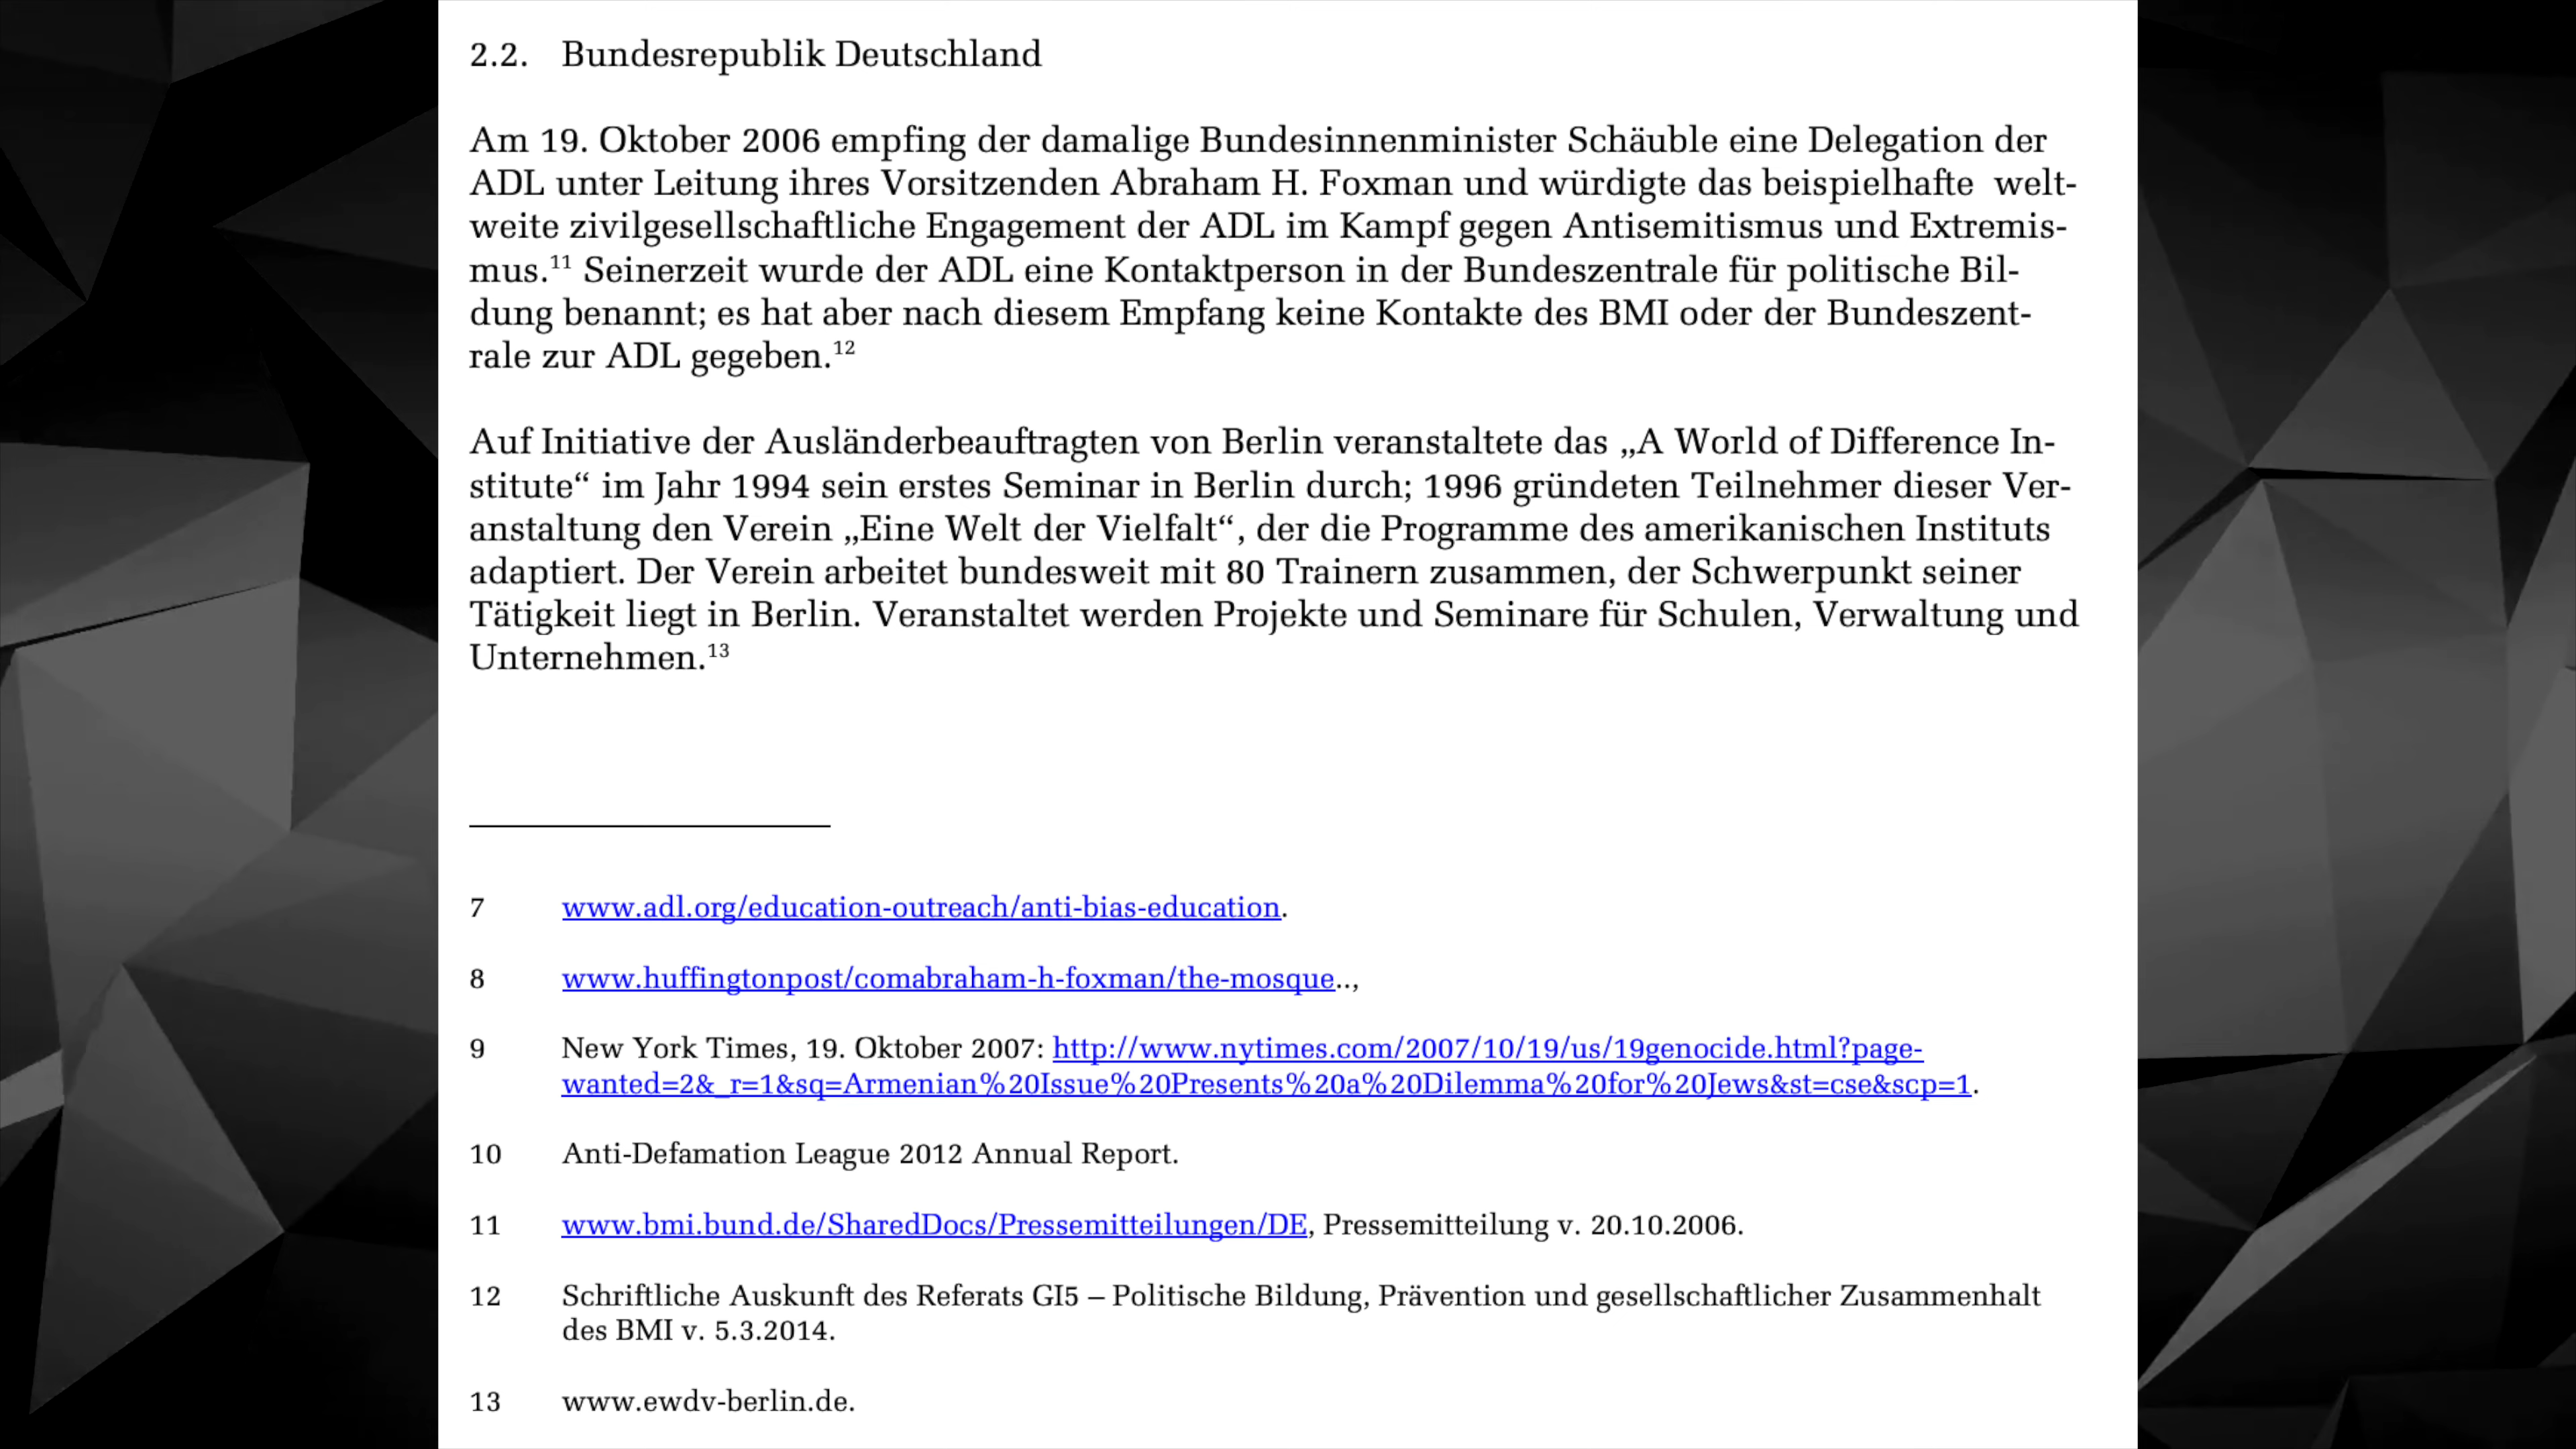 2.2. Bundesrepublik Deutschland
Am 19. Oktober 2006 empfing der damalige Bundesinnenminister Schäuble eine Delegation der
ADL unter Leitung ihres Vorsitzenden Abraham H. Foxman und würdigte das beispielhafte welt-
weite zivilgesellschaftliche Engagement der ADL im Kampf gegen Antisemitismus und Extremis-
mus.¹¹ Seinerzeit wurde der ADL eine Kontaktperson in der Bundeszentrale für politische Bil-
dung benannt; es hat aber nach diesem Empfang keine Kontakte des BMI oder der Bundeszent-
rale zur ADL gegeben.¹²
Auf Initiative der Ausländerbeauftragten von Berlin veranstaltete das „A World of Difference In-
stitute“ im Jahr 1994 sein erstes Seminar in Berlin durch; 1996 gründeten Teilnehmer dieser Ver-
anstaltung den Verein „Eine Welt der Vielfalt“, der die Programme des amerikanischen Instituts
adaptiert. Der Verein arbeitet bundesweit mit 80 Trainern zusammen, der Schwerpunkt seiner
Tätigkeit liegt in Berlin. Veranstaltet werden Projekte und Seminare für Schulen, Verwaltung und
Unternehmen.¹³
7 www.adl.org/education-outreach/anti-bias-education.
8 www.huffingtonpost/comabraham-h-foxman/the-mosque..,
9 New York Times, 19. Oktober 2007: http://www.nytimes.com/2007/10/19/us/19genocide.html?page-
wanted=2&_r=1&sq=Armenian%20Issue%20Presents%20a%20Dilemma%20for%20Jews&st=cse&scp=1.
10 Anti-Defamation League 2012 Annual Report.
11 www.bmi.bund.de/SharedDocs/Pressemitteilungen/DE, Pressemitteilung v. 20.10.2006.
12 Schriftliche Auskunft des Referats GI5 – Politische Bildung, Prävention und gesellschaftlicher Zusammenhalt
des BMI v. 5.3.2014.
13 www.ewdv-berlin.de.